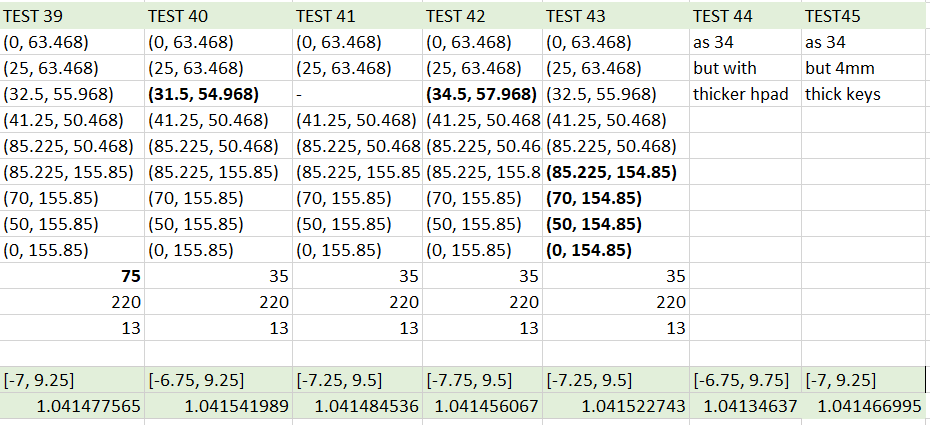 TEST 39 TEST 40 TEST 41 TEST 42 TEST 43 TEST 44 TEST45
(0, 63.468) (0, 63.468) (0, 63.468) (0, 63.468) (0, 63.468) as 34 as 34
(25, 63.468) (25, 63.468) (25, 63.468) (25, 63.468) (25, 63.468) but with but 4mm
(32.5, 55.968) (31.5, 54.968) - (34.5, 57.968) (32.5, 55.968) thicker hpad thick keys
(41.25, 50.468) (41.25, 50.468) (41.25, 50.468) (41.25, 50.468 (41.25, 50.468)
(85.225, 50.468) (85.225, 50.468) (85.225, 50.468 (85.225, 50.46 (85.225, 50.468)
(85.225, 155.85) (85.225, 155.85) (85.225, 155.85 (85.225, 155.8 (85.225, 154.85)
(70, 155.85) (70, 155.85) (70, 155.85) (70, 155.85) (70, 154.85)
(50, 155.85) (50, 155.85) (50, 155.85) (50, 155.85) (50, 154.85)
(0, 155.85) (0, 155.85) (0, 155.85) (0, 155.85) (0, 154.85)
75 35 35 35 35
220 220 220 220 220
13 13 13 13 13
[-7, 9.25] [-6.75, 9.25] [-7.25, 9.5] [-7.75, 9.5] [-7.25, 9.5] [-6.75, 9.75] [-7, 9.25]
1.041477565 1.041541989 1.041484536 1.041456067 1.041522743 1.04134637 1.041466995